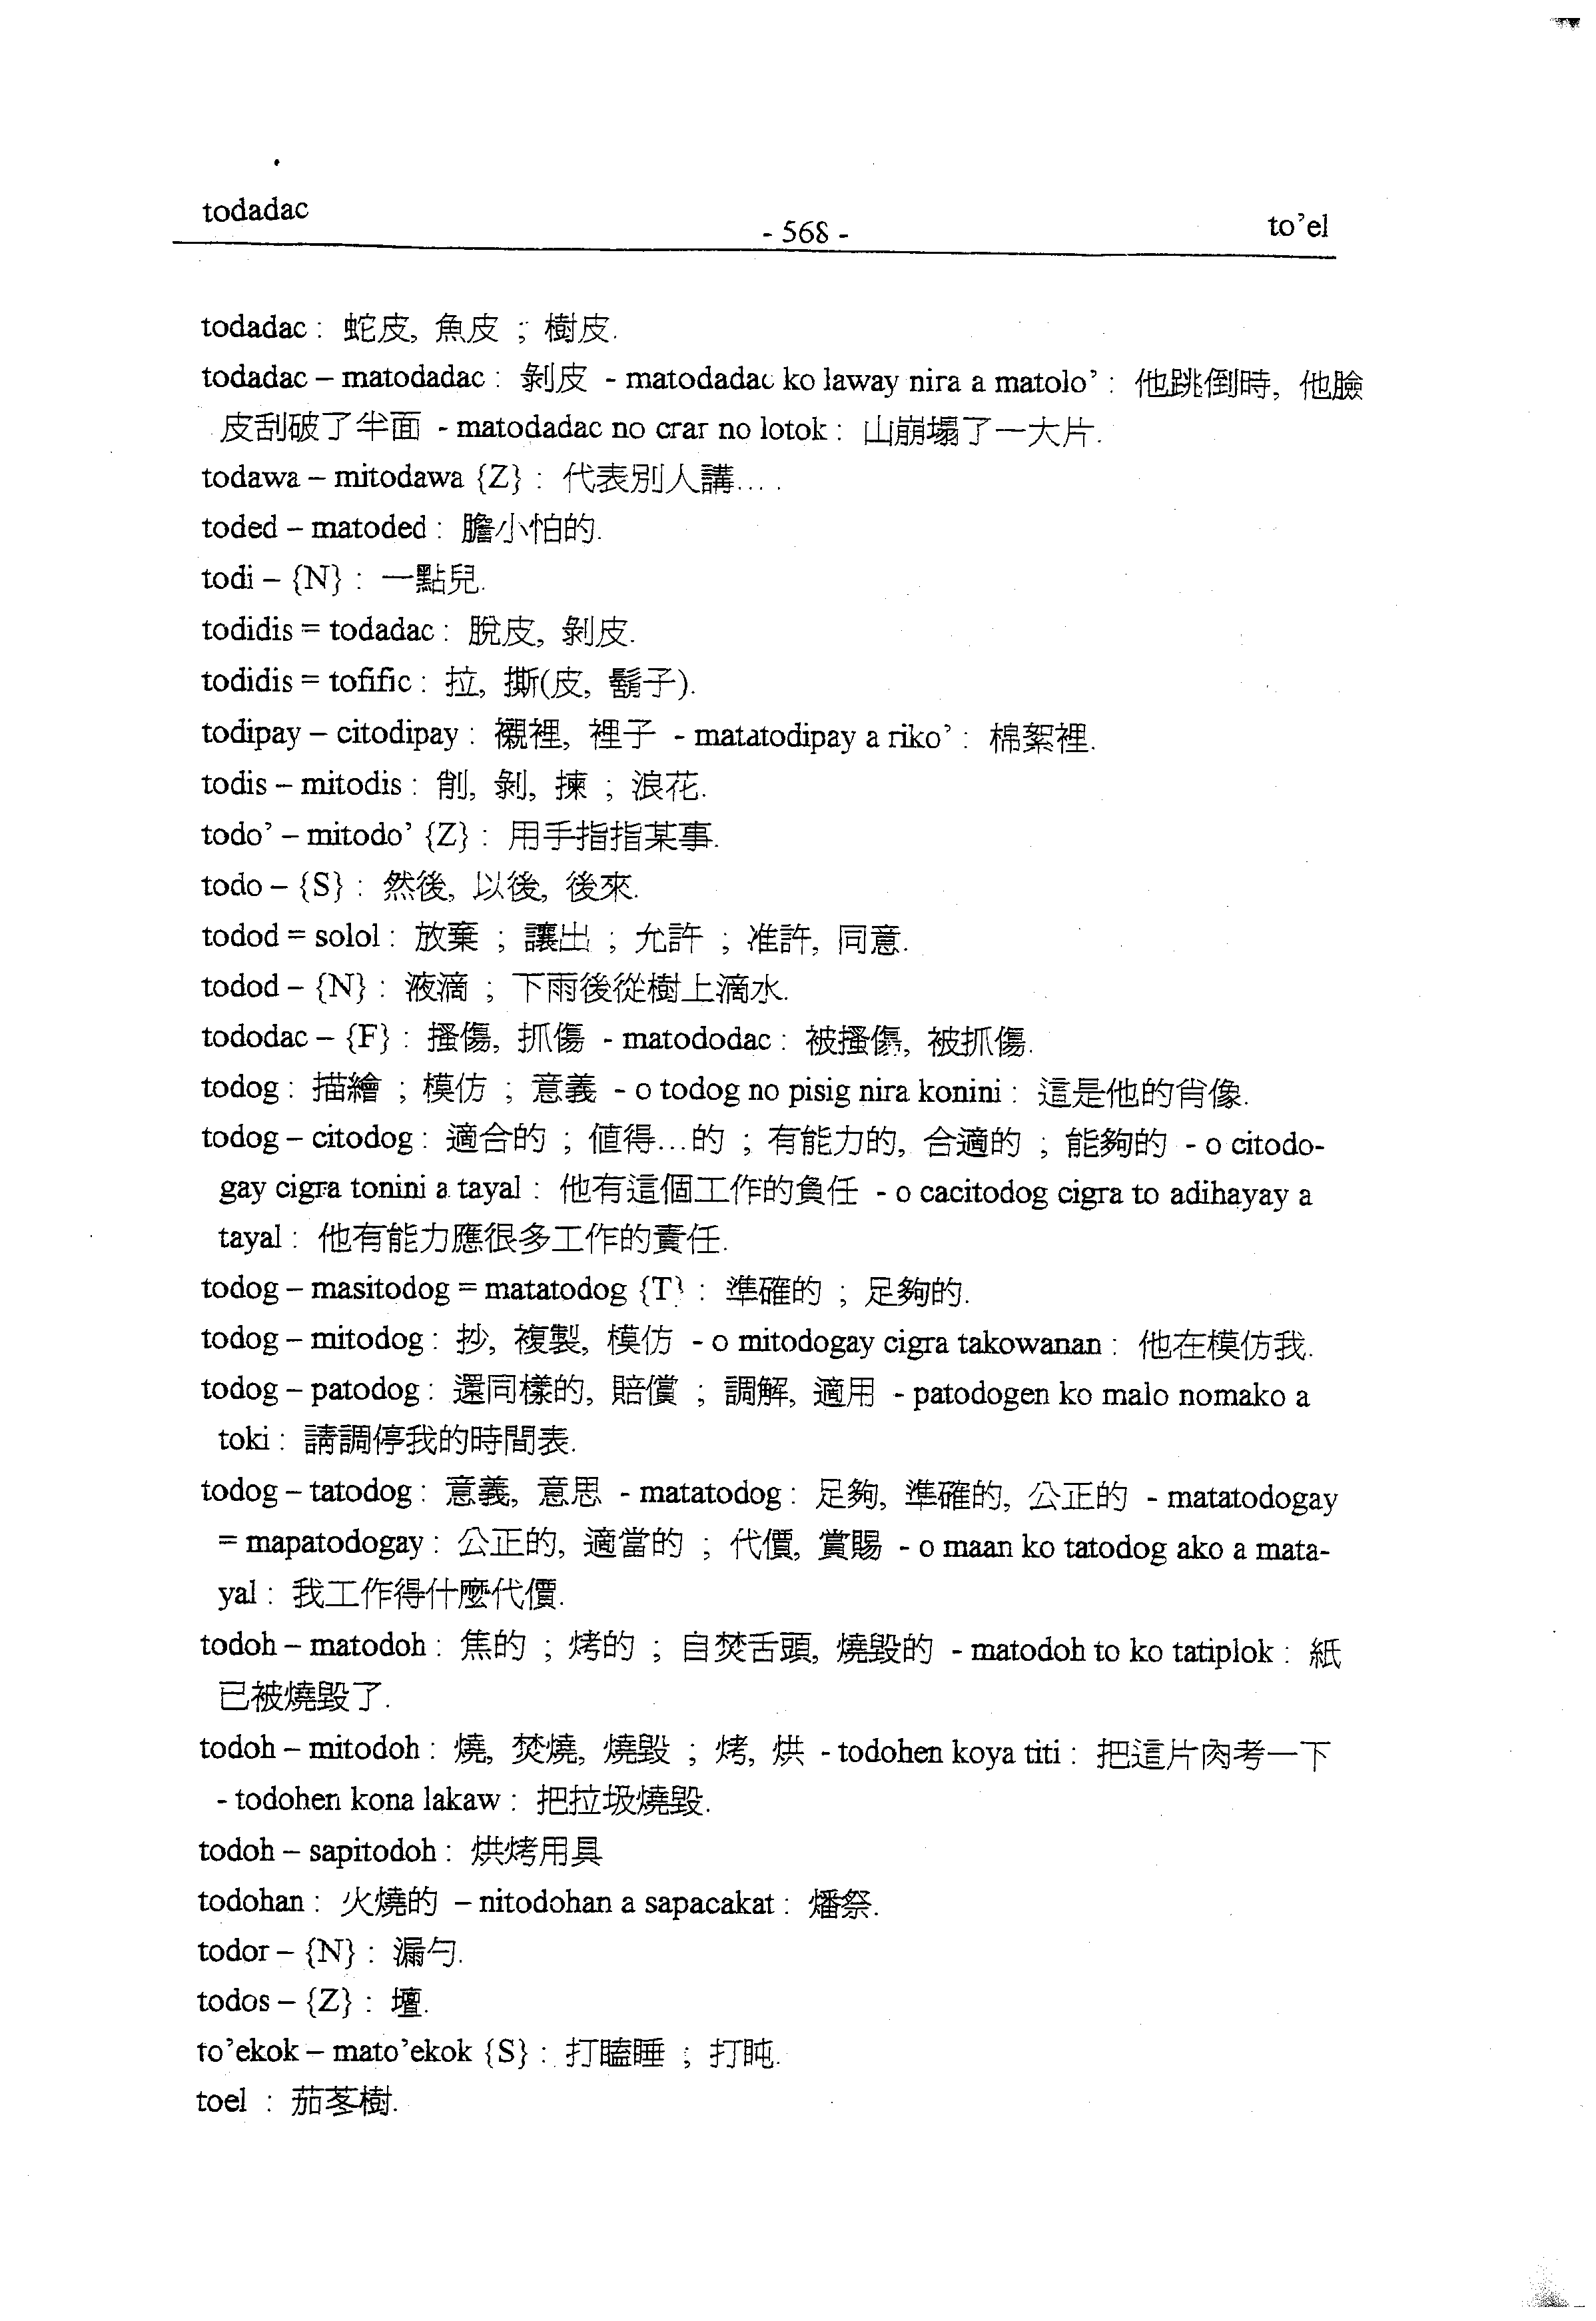 todadac
- 568 -
to’el
todadac : 蛇皮, 魚皮 ; 樹皮.
todadac – matodadac : 剝皮 - matodadac ko laway nira a matolo’ : 他跳倒時, 他臉
皮刮破了半面 - matodadac no crar no lotok : 山崩塌了一大片.
todawa – mitodawa {Z} : 代表別人講....
toded – matoded : 膽小怕的.
todi – {N} : 一點兒.
todidis = todadac : 脫皮, 剝皮.
todidis = tofific : 拉, 撕(皮, 鬍子).
todipay – citodipay : 襯裡, 裡子 - matatodipay a riko’ : 棉絮裡.
todis – mitodis : 削, 剝, 揀 ; 浪花.
todo’ – mitodo’ {Z} : 用手指指某事.
todo – {S} : 然後, 以後, 後來.
todod = solol : 放棄 ; 讓出 ; 允許 ; 准許, 同意.
todod – {N} : 液滴 ; 下雨後從樹上滴水.
tododac – {F} : 搔傷, 抓傷 - matododac : 被搔傷, 被抓傷.
todog : 描繪 ; 模仿 ; 意義 - o todog no pisig nira konini : 這是他的肖像.
todog – citodog : 適合的 ; 值得...的 ; 有能力的, 合適的 ; 能夠的 - o citodo-
gay cigra tonini a tayal : 他有這個工作的負任 - o cacitodog cigra to adihayay a
tayal : 他有能力應很多工作的責任.
todog – masitodog = matatodog {T} : 準確的 ; 足夠的.
todog – mitodog : 抄, 複製, 模仿 - o mitodogay cigra takowanan : 他在模仿我.
todog – patodog : 還同樣的, 賠償 ; 調解, 適用 - patodogen ko malo nomako a
toki : 請調停我的時間表.
todog – tatodog : 意義, 意思 - matatodog : 足夠, 準確的, 公正的 - matatodogay
= mapatodogay : 公正的, 適當的 ; 代價, 賞賜 - o maan ko tatodog ako a mata-
yal : 我工作得什麼代價.
todoh – matodoh : 焦的 ; 烤的 ; 自焚舌頭, 燒毀的 - matodoh to ko tatiplok : 紙
已被燒毀了.
todoh – mitodoh : 燒, 焚燒, 燒毀 ; 烤, 烘 - todohen koya titi : 把這片肉考一下
- todohen kona lakaw : 把拉圾燒毀.
todoh – sapitodoh : 烘烤用具
todohan : 火燒的 – nitodohan a sapacakat : 燔祭.
todor – {N} : 漏勺.
todos – {Z} : 壇.
to’ekok – mato’ekok {S} : 打瞌睡 ; 打盹.
toel : 茄苳樹.